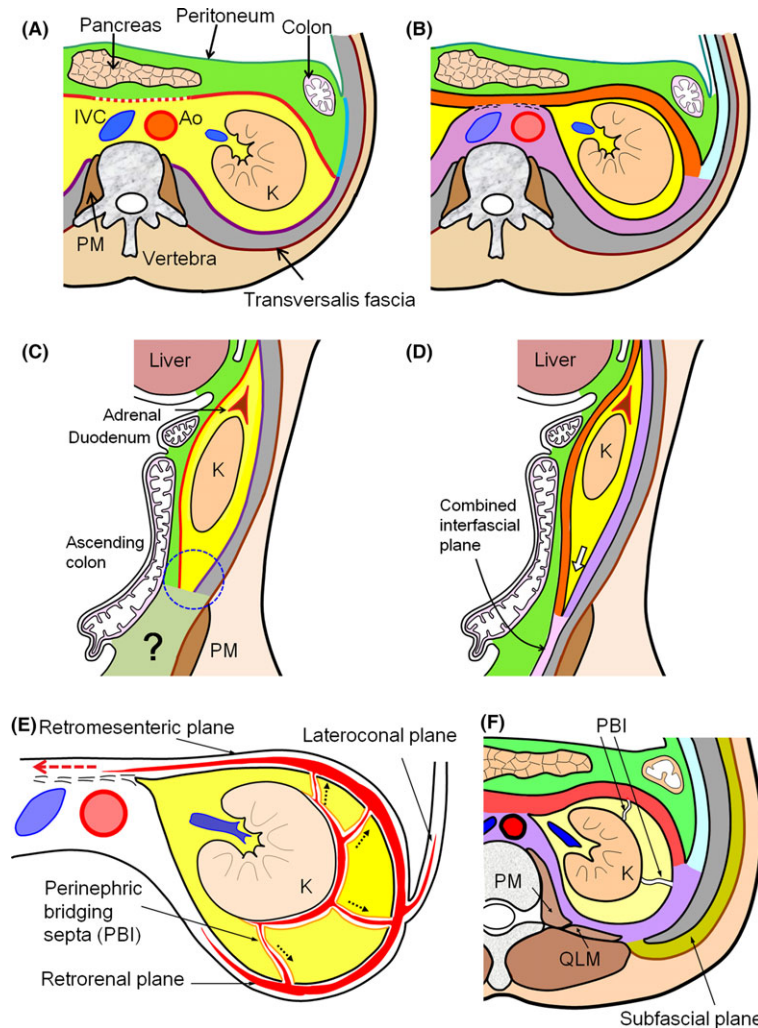 (A)
Pancreas
Peritoneum
Colon
IVC
Ao
K
PM
Vertebra
Transversalis fascia
(B)
(C)
Liver
Adrenal
Duodenum
K
Ascending
colon
?
PM
(D)
Liver
K
Combined
interfascial
plane
(E)
Retromesenteric plane
Lateroconal plane
K
Perinephric
bridging
septa (PBI)
Retrorenal plane
(F)
PBI
K
PM
QLM
Subfascial plane